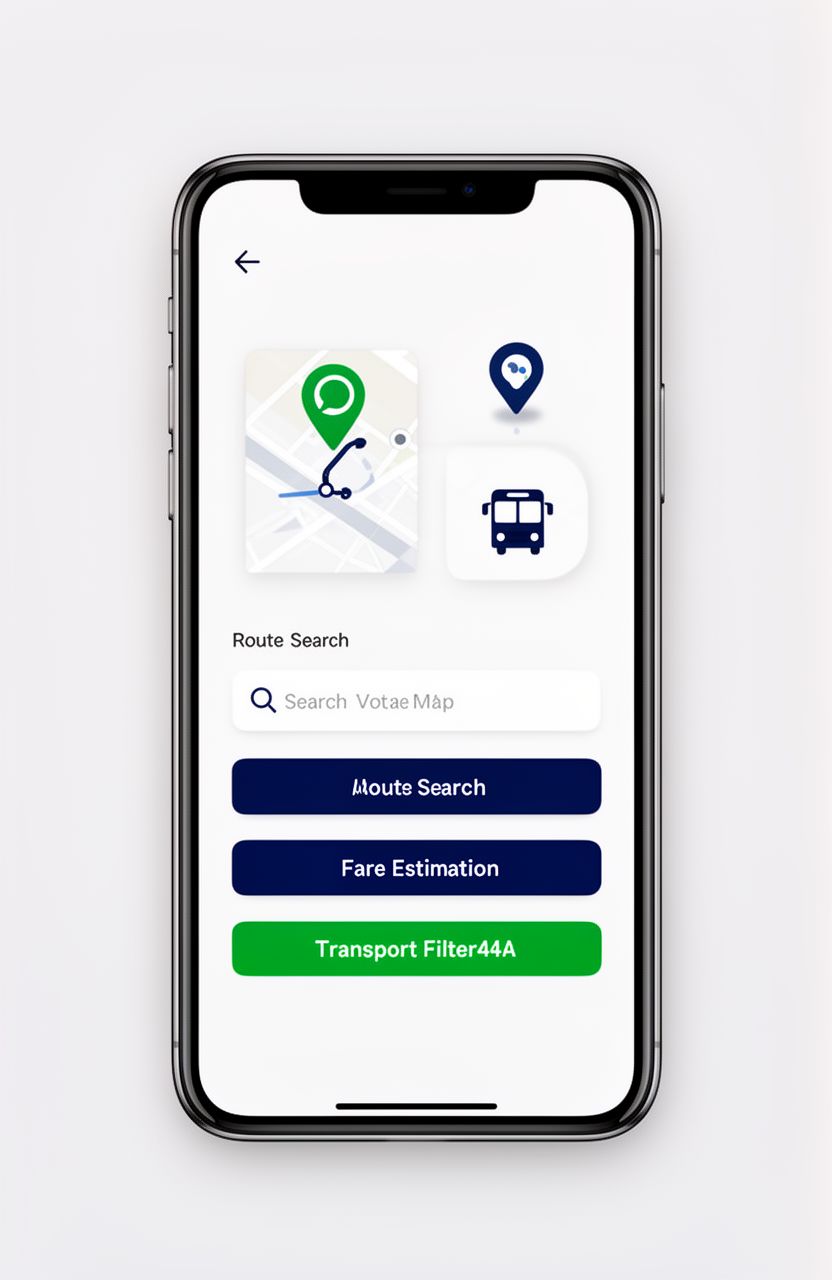 Route Search
Search Votae Map
Moute Search
Fare Estimation
Transport Filter44A